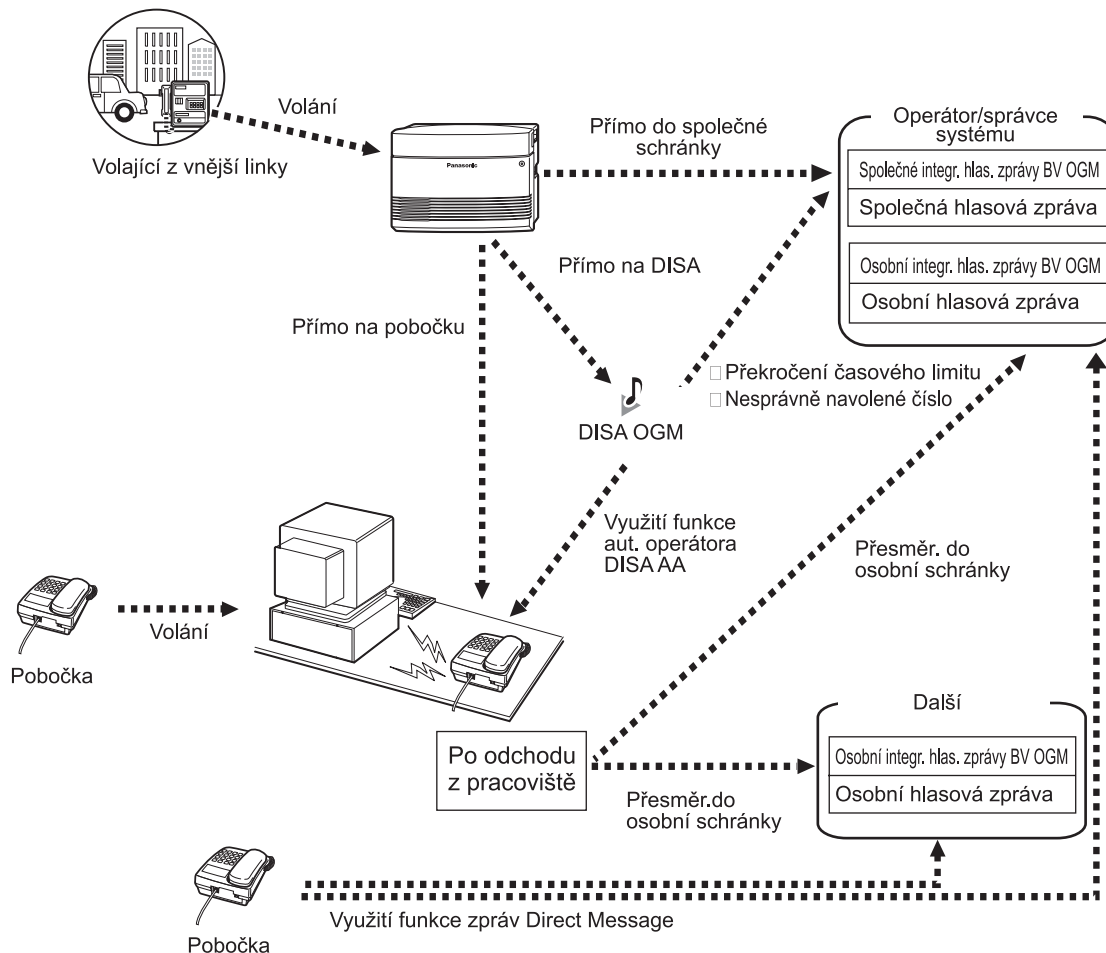 Volání
Volající z vnější linky
Panasonic
Přímo do společné
schránky
Operátor/správce
systému
Společné integr. hlas. zprávy BV OGM
Společná hlasová zpráva
Osobní integr. hlas. zprávy BV OGM
Osobní hlasová zpráva
Přímo na DISA
Přímo na pobočku
Překročení časového limitu
Nesprávně navolené číslo
DISA OGM
Využití funkce
aut. operátora
DISA AA
Přesměr. do
osobní schránky
Volání
Pobočka
Po odchodu
z pracoviště
Přesměr.do
osobní schránky
Další
Osobní integr. hlas. zprávy BV OGM
Osobní hlasová zpráva
Využití funkce zpráv Direct Message
Pobočka